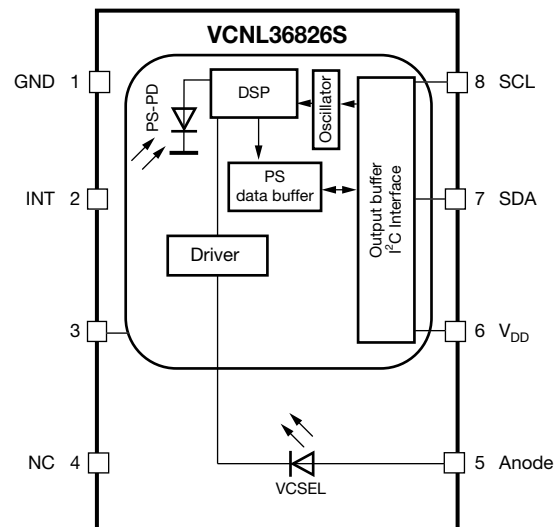 VCNL36826S
GND 1
8 SCL
DSP
Oscillator
PS-PD
PS
data buffer
Output buffer
I²C Interface
INT 2
7 SDA
Driver
3
6 VDD
NC 4
5 Anode
VCSEL